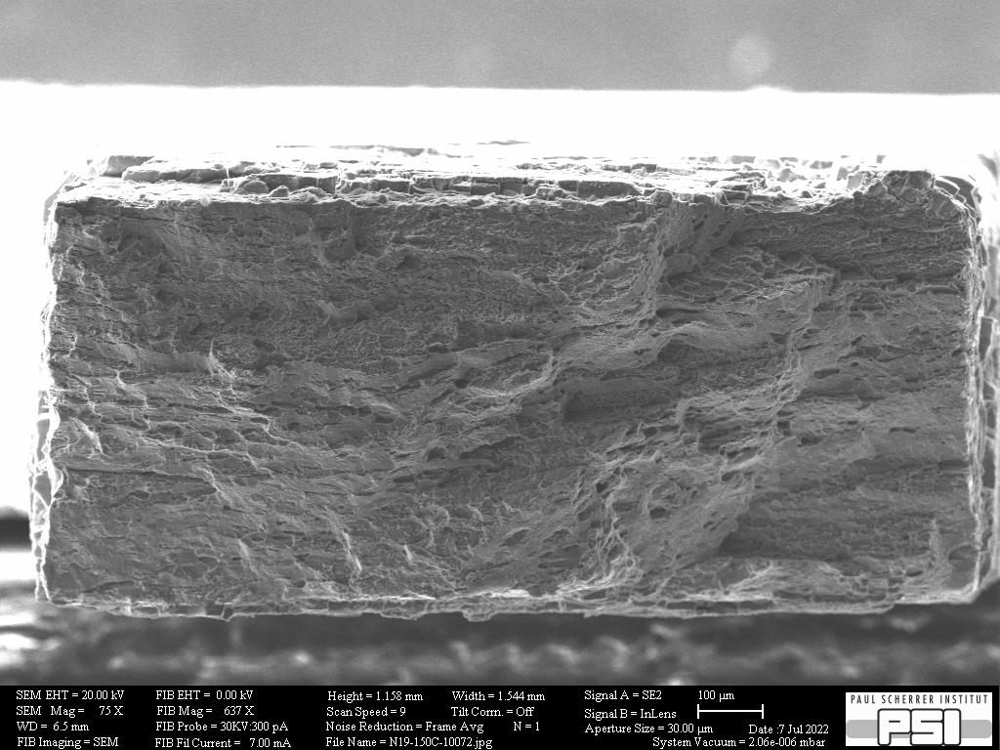 SEM EHT = 20.00 kV FIB EHT = 0.00 kV Height = 1.158 mm Width = 1.544 mm Signal A = SE2 100 µm
SEM Mag = 75 X FIB Mag = 637 X Scan Speed = 9 Tilt Corrn. = Off Signal B = InLens
WD = 6.5 mm FIB Probe = 30KV:300 pA Noise Reduction = Frame Avg N = 1 Aperture Size = 30.00 µm Date :7 Jul 2022
FIB Imaging = SEM FIB Fil Current = 7.00 mA File Name = N19-150C-10072.jpg System Vacuum = 2.06e-006 mbar
PAUL SCHERRER INSTITUT
PSI